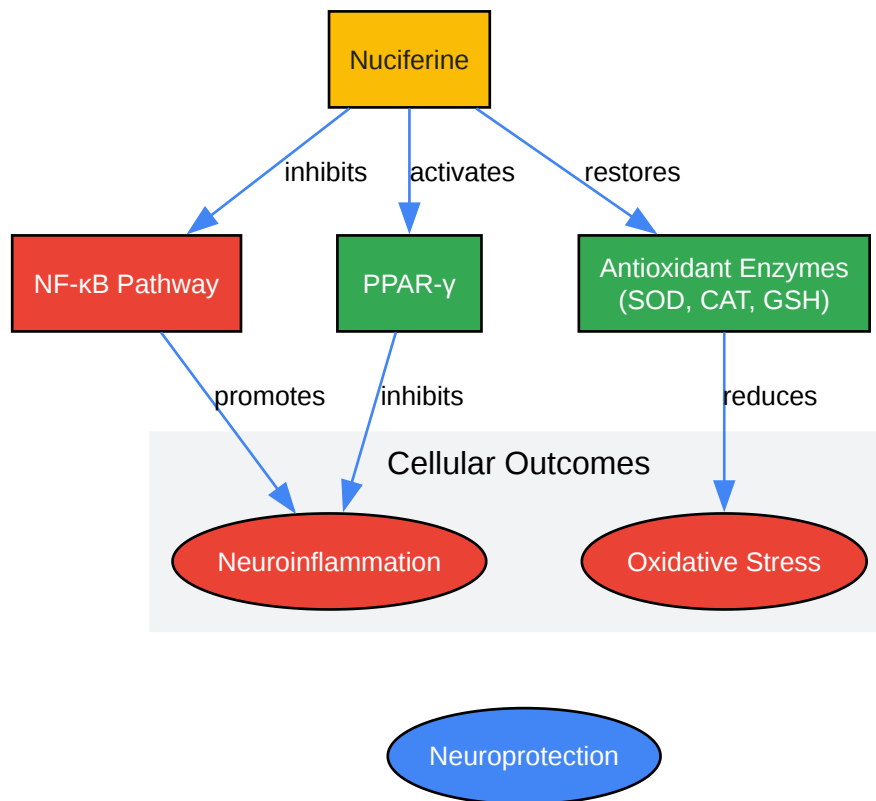 Nuciferine
inhibits
activates
restores
NF-κB Pathway
PPAR-γ
Antioxidant Enzymes
(SOD, CAT, GSH)
promotes
inhibits
reduces
Cellular Outcomes
Neuroinflammation
Oxidative Stress
Neuroprotection